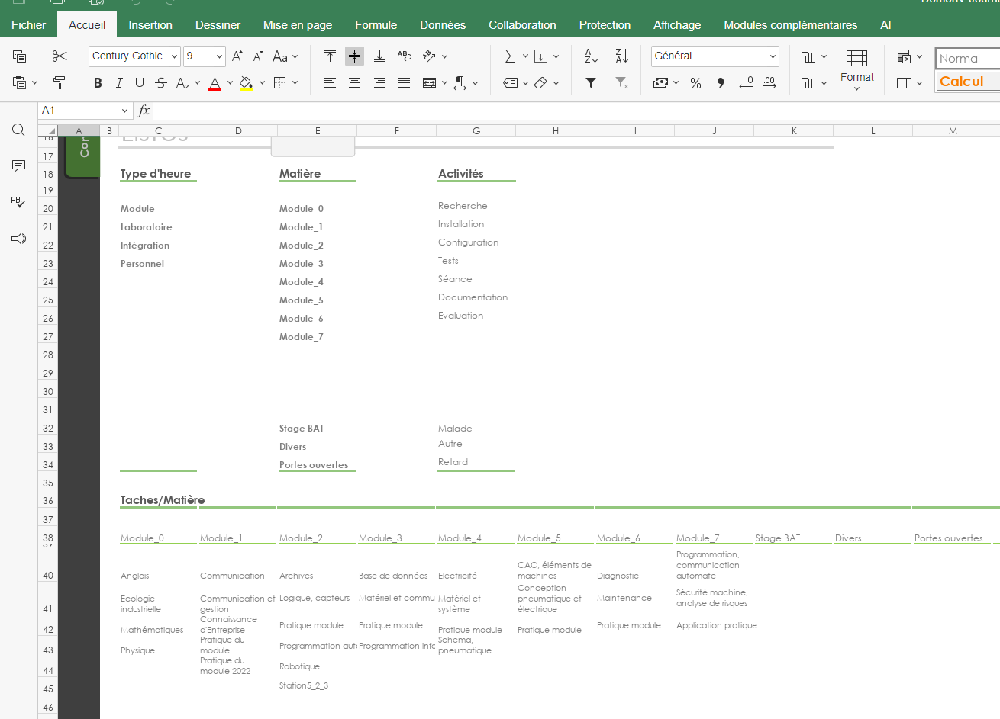 Fichier Accueil Insertion Dessiner Mise en page Formule Données Collaboration Protection Affichage Modules complémentaires AI
Century Gothic 9 Général Normal
Format Calcul
A1 fx
A B C D E F G H I J K L M
17
18 Type d'heure Matière Activités
19
20 Module Module_0 Recherche
21 Laboratoire Module_1 Installation
22 Intégration Module_2 Configuration
23 Personnel Module_3 Tests
24 Module_4 Séance
25 Module_5 Documentation
26 Module_6 Evaluation
27 Module_7
28
29
30
31
32 Stage BAT Malade
33 Divers Autre
34 Portes ouvertes Retard
35
36 Taches/Matière
37
38 Module_0 Module_1 Module_2 Module_3 Module_4 Module_5 Module_6 Module_7 Stage BAT Divers Portes ouvertes
40 Anglais Communication Archives Base de données Electricité CAO, éléments de machines Diagnostic Programmation, communication automate
41 Ecologie industrielle Communication et gestion Logique, capteurs Matériel et commu Matériel et système Conception pneumatique et électrique Maintenance Sécurité machine, analyse de risques
42 Mathématiques Connaissance d'Entreprise Pratique module Pratique module Pratique module Pratique module Pratique module Application pratique
43 Physique Pratique du module Programmation aut Programmation info Schéma, pneumatique
44 Pratique du module 2022 Robotique
45 Station5_2_3
46